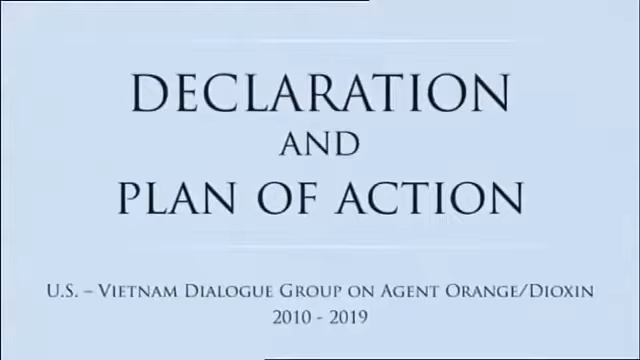 DECLARATION
AND
PLAN OF ACTION
U.S. – VIETNAM DIALOGUE GROUP ON AGENT ORANGE/DIOXIN
2010 - 2019